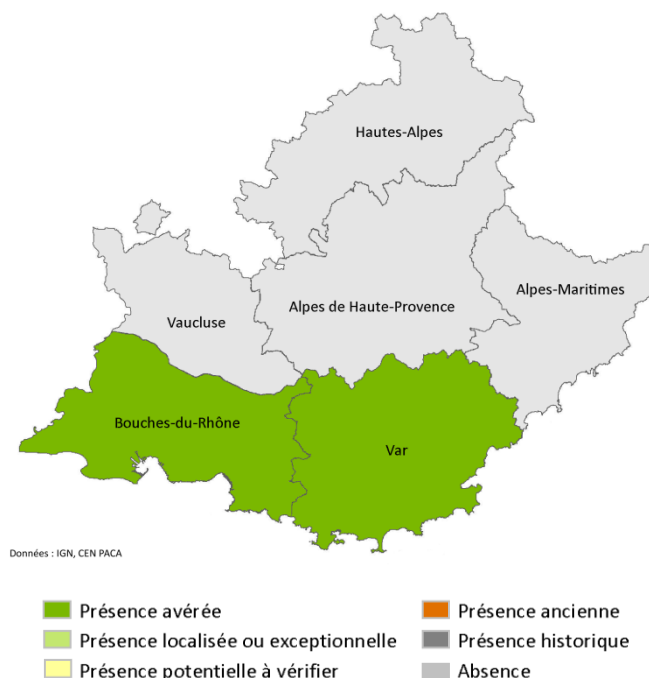 Hautes-Alpes
Alpes-Maritimes
Alpes de Haute-Provence
Vaucluse
Bouches-du-Rhône
Var
Données : IGN, CEN PACA
Présence avérée
Présence localisée ou exceptionnelle
Présence potentielle à vérifier
Présence ancienne
Présence historique
Absence